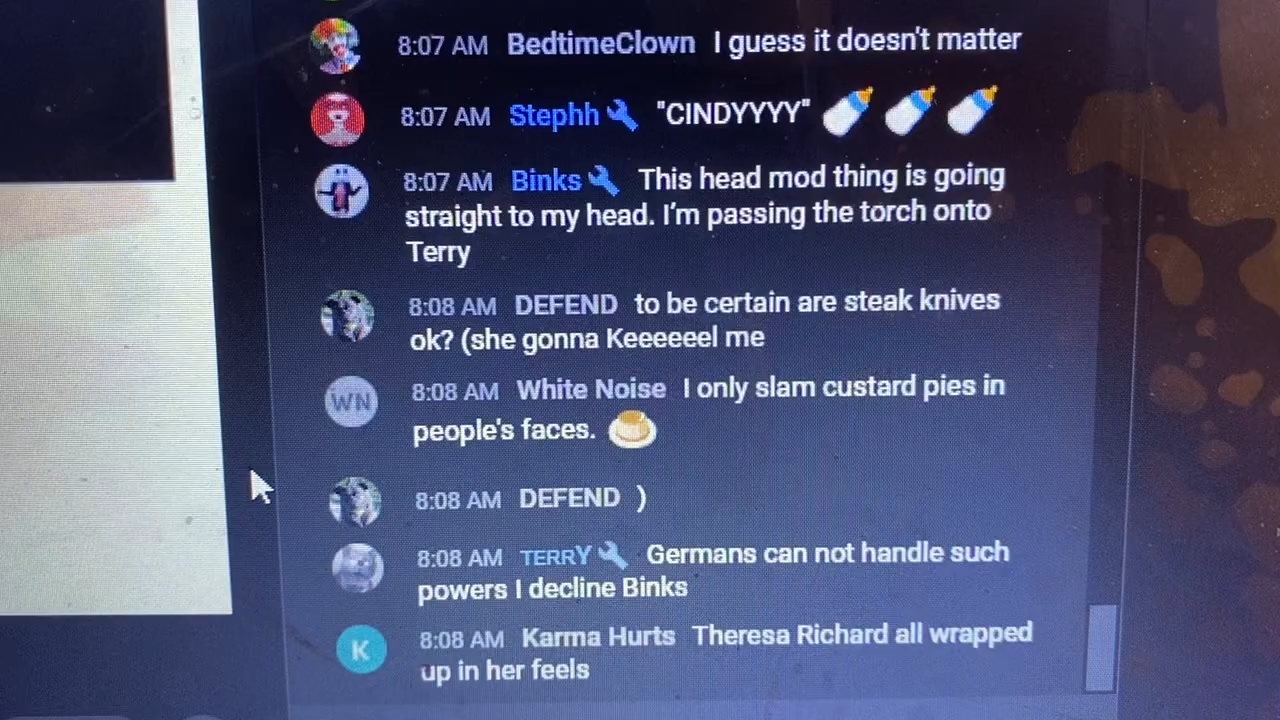 8:07 AM BedtimeClown I guess it doesn't matter
8:07 AM Stephh "CINDYYYY" 🍼 🍼 🍼
8:07 AM Binks This head mod thing is going
straight to my head. I'm passing the torch onto
Terry
8:08 AM DEFEND to be certain are steak knives
ok? (she gonna Keeeeeel me
WN 8:08 AM White Noise I only slam custard pies in
people's faces. 🍮
8:08 AM DEFEND )
8:08 AM TERRY Germans can not handle such
powers I decline Binks
K 8:08 AM Karma Hurts Theresa Richard all wrapped
up in her feels